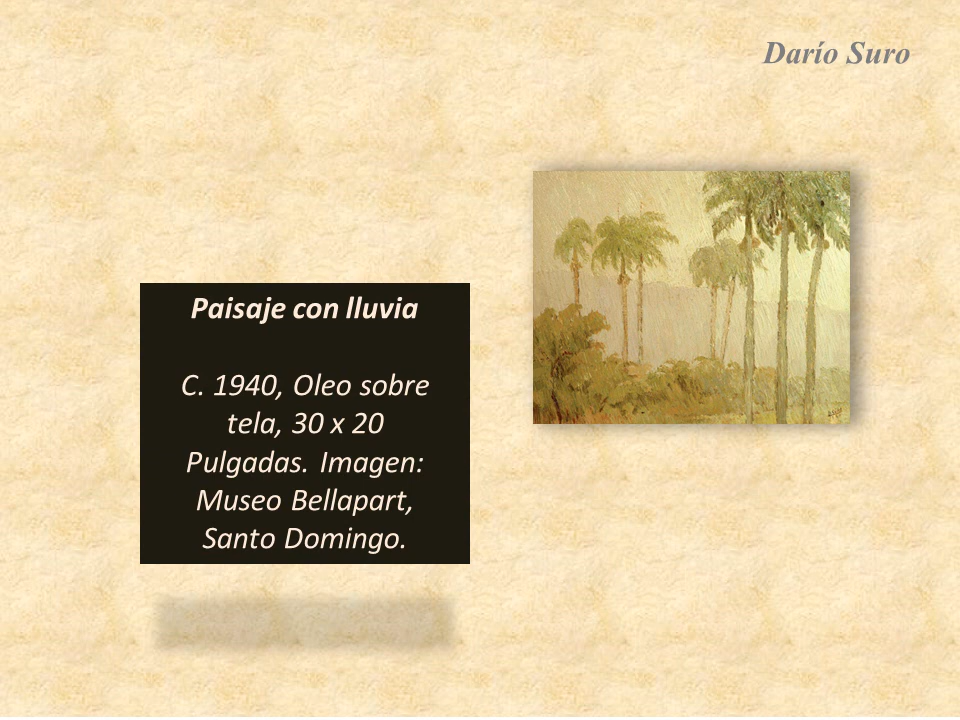 Darío Suro
Paisaje con lluvia
C. 1940, Oleo sobre
tela, 30 x 20
Pulgadas. Imagen:
Museo Bellapart,
Santo Domingo.